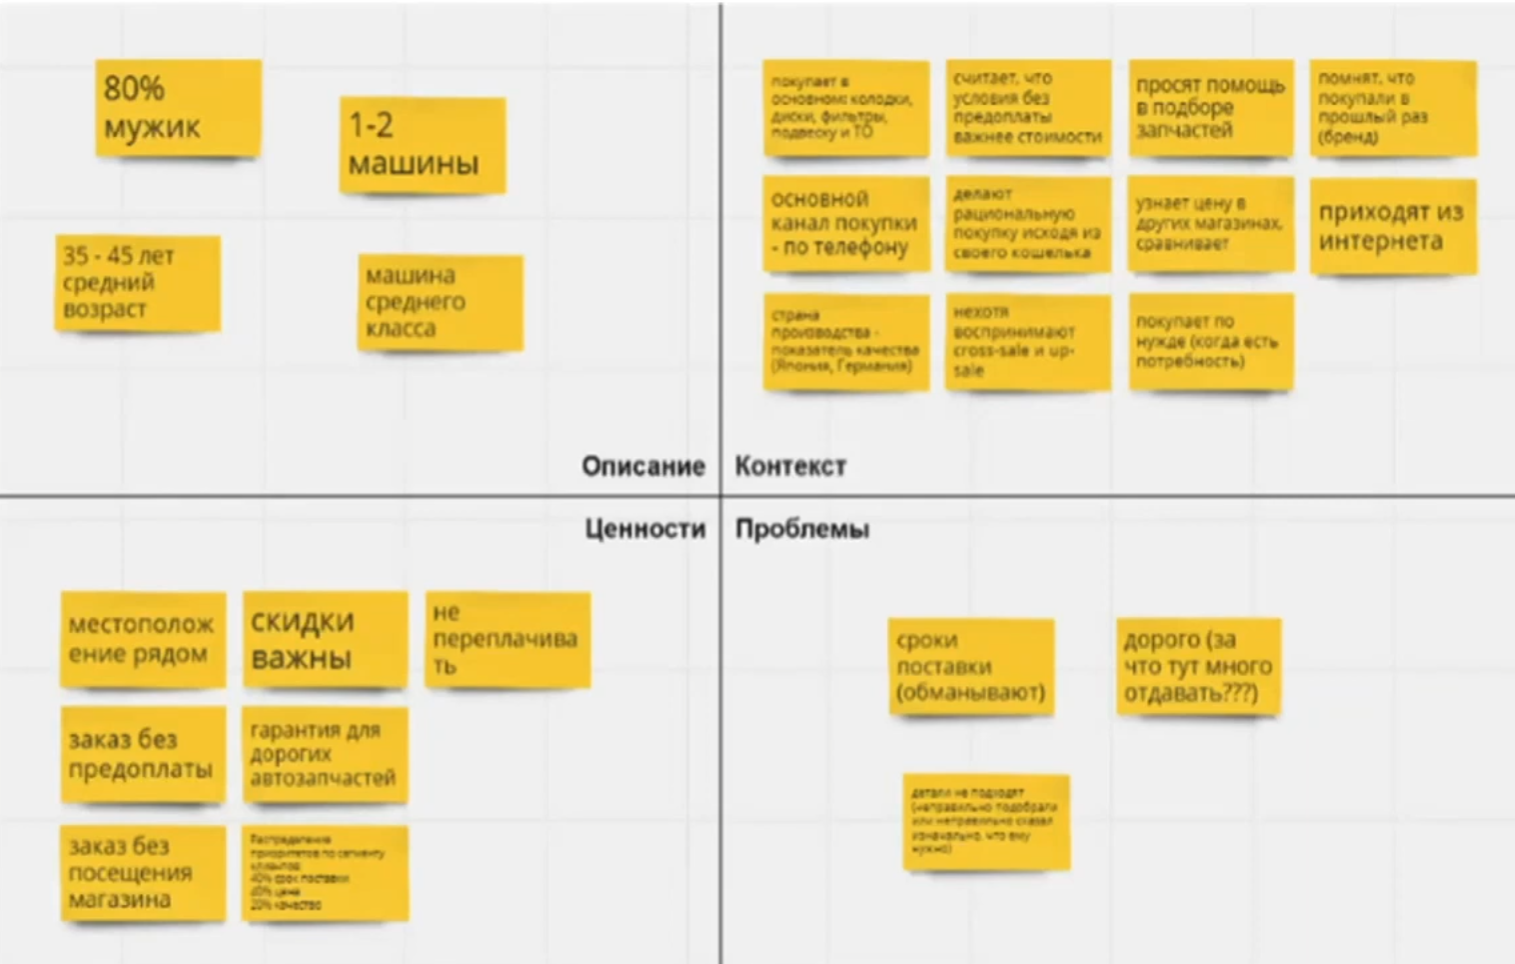 80%
мужик
1-2
машины
35 - 45 лет
средний
возраст
машина
среднего
класса
Описание
покупает в
основном: колодки,
диски, фильтры,
подвеску и ТО
считает, что
условия без
предоплаты
важнее стоимости
просят помощь
в подборе
запчастей
помнят, что
покупали в
прошлый раз
(бренд)
основной
канал покупки
- по телефону
делают
рациональную
покупку исходя из
своего кошелька
узнает цену в
других магазинах,
сравнивает
приходят из
интернета
страна
производства -
показатель качества
(Япония, Германия)
нехотя
воспринимают
cross-sale и up-
sale
покупает по
нужде (когда есть
потребность)
Контекст
Ценности
местополож
ение рядом
скидки
важны
не
переплачива
ть
заказ без
предоплаты
гарантия для
дорогих
автозапчастей
заказ без
посещения
магазина
Распределение
приоритетов по сегменту
клиентов:
40% срок поставки
40% цена
20% качество
Проблемы
сроки
поставки
(обманывают)
дорого (за
что тут много
отдавать???)
детали не подходят
(неправильно подобрали
или неправильно сказал
изначально, что ему
нужно)